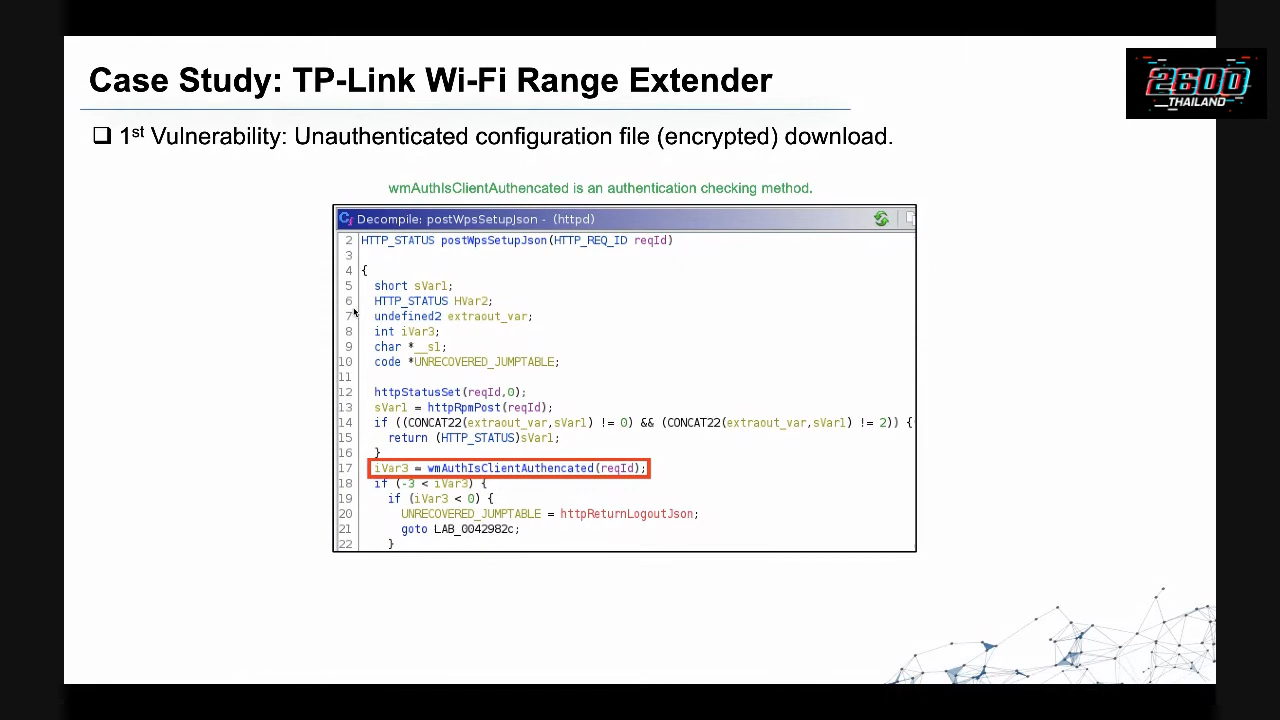 Case Study: TP-Link Wi-Fi Range Extender
2600
THAILAND
❑ 1st Vulnerability: Unauthenticated configuration file (encrypted) download.
wmAuthIsClientAuthencated is an authentication checking method.
Decompile: postWpsSetupJson - (httpd)
2 HTTP_STATUS postWpsSetupJson(HTTP_REQ_ID reqId)
3
4 {
5 short sVar1;
6 HTTP_STATUS HVar2;
7 undefined2 extraout_var;
8 int iVar3;
9 char *__s1;
10 code *UNRECOVERED_JUMPTABLE;
11
12 httpStatusSet(reqId,0);
13 sVar1 = httpRpmPost(reqId);
14 if ((CONCAT22(extraout_var,sVar1) != 0) && (CONCAT22(extraout_var,sVar1) != 2)) {
15 return (HTTP_STATUS)sVar1;
16 }
17 iVar3 = wmAuthIsClientAuthencated(reqId);
18 if (-3 < iVar3) {
19 if (iVar3 < 0) {
20 UNRECOVERED_JUMPTABLE = httpReturnLogoutJson;
21 goto LAB_0042982c;
22 }